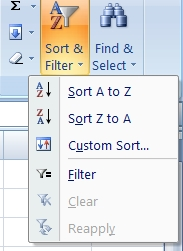 Σ
Sort &
Filter
Find &
Select
Sort A to Z
Sort Z to A
Custom Sort...
Filter
Clear
Reapply